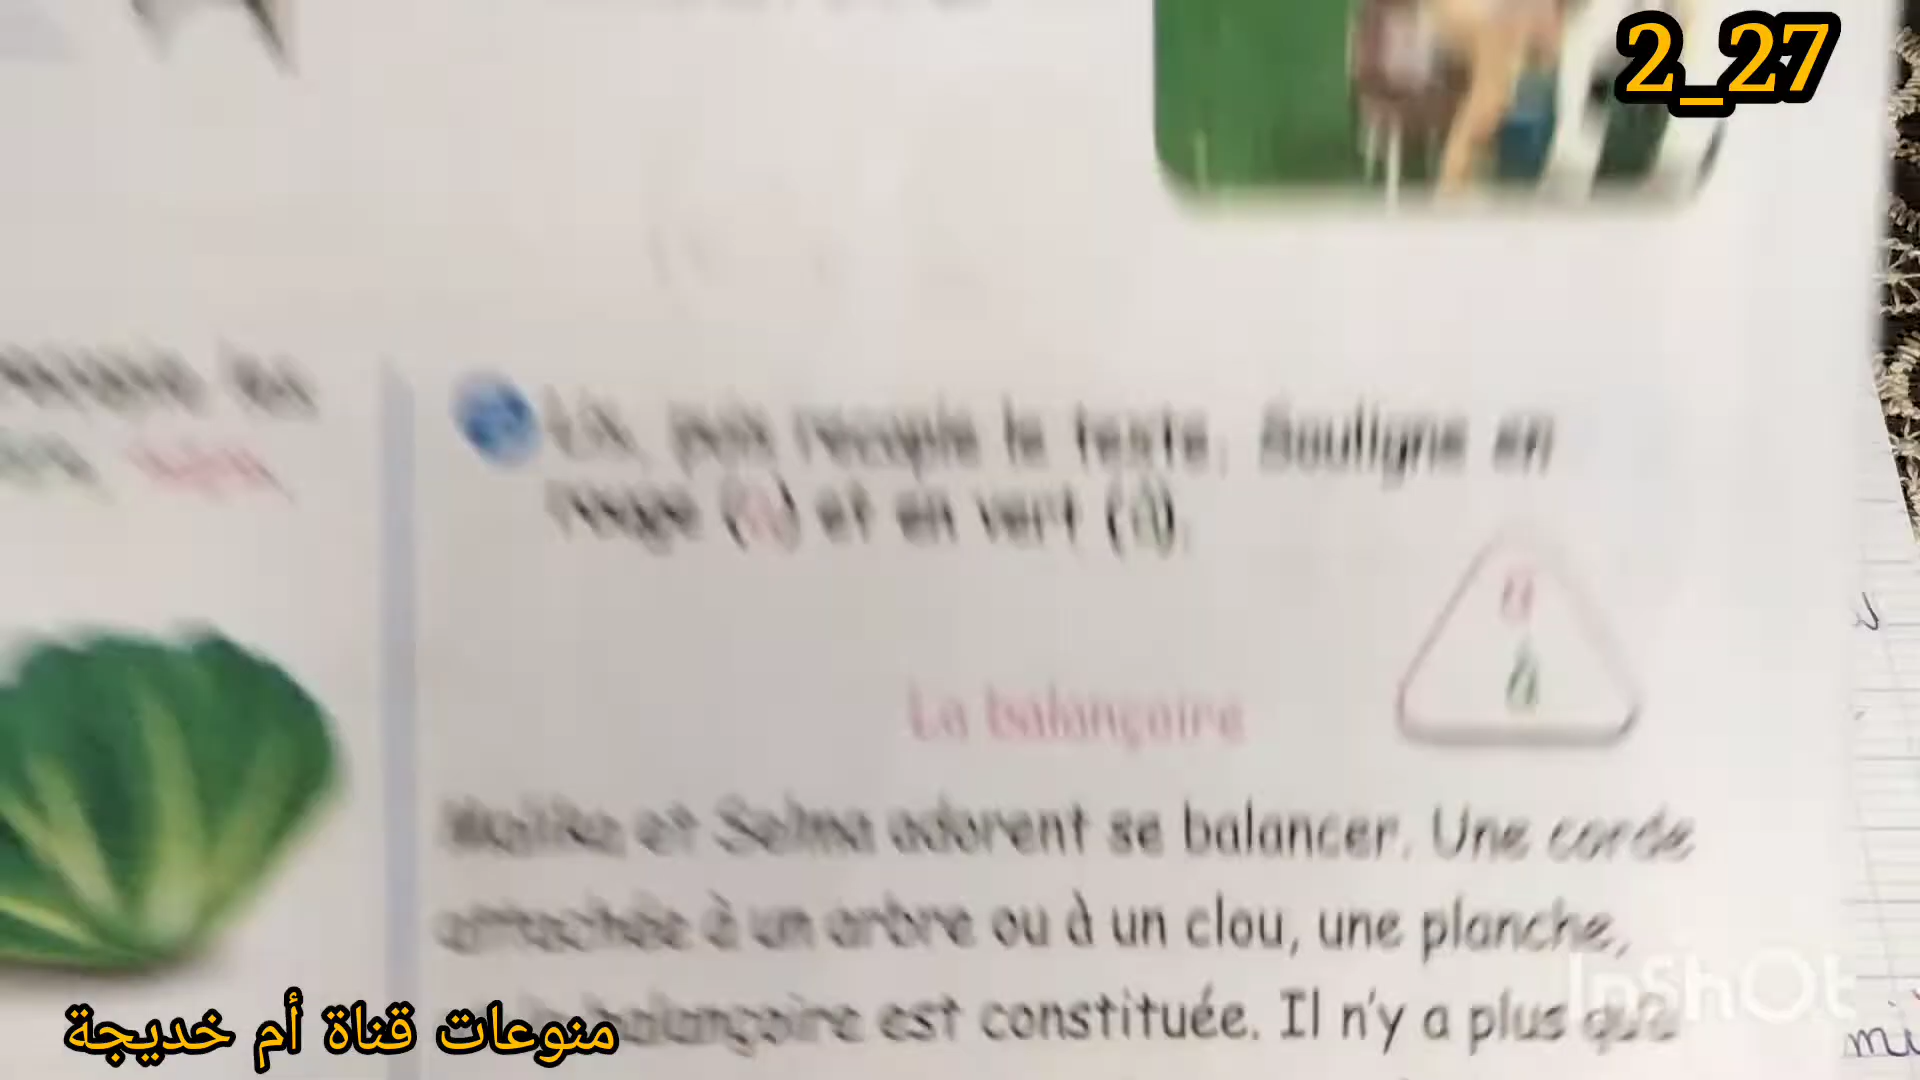 2_27
Lis, puis recopie le texte. Souligne en
rouge (a) et en vert (à).
a
à
La balançoire
Malika et Selma adorent se balancer. Une corde
attachée à un arbre ou à un clou, une planche,
balançoire est constituée. Il n'y a plus que
منوعات قناة أم خديجة
InShOt